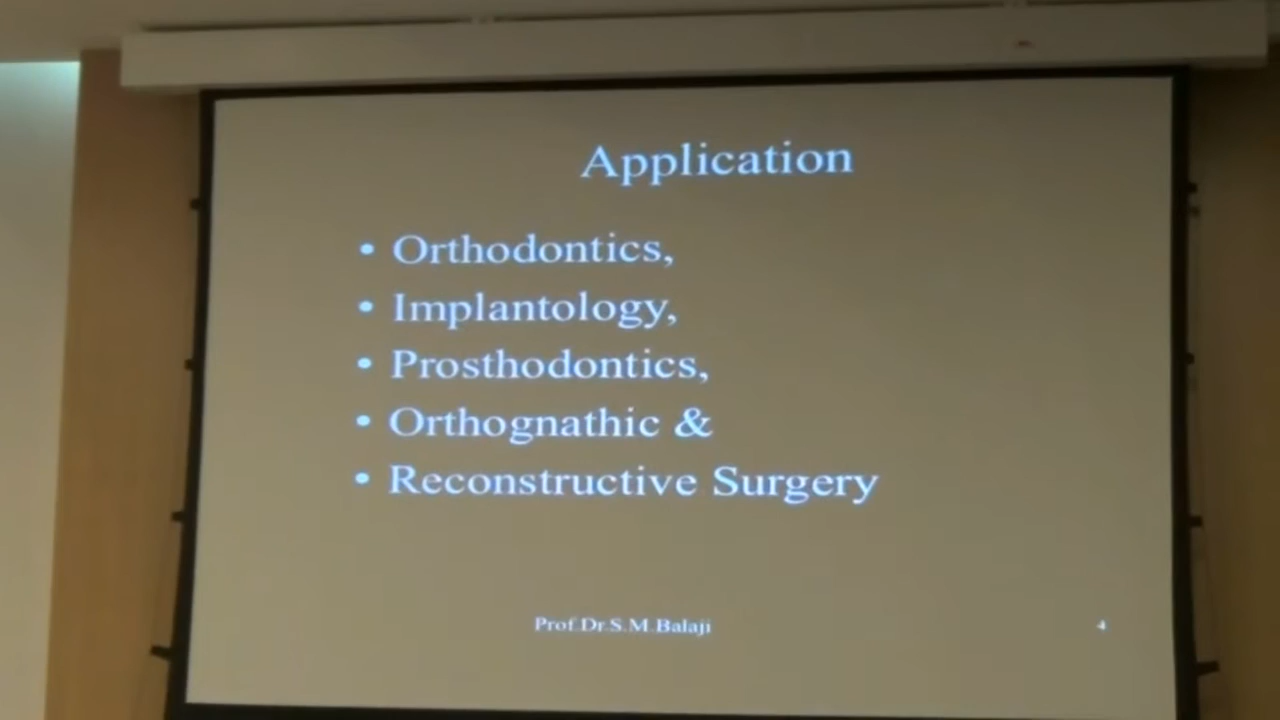 Application
• Orthodontics,
• Implantology,
• Prosthodontics,
• Orthognathic &
• Reconstructive Surgery
Prof.Dr.S.M.Balaji
4